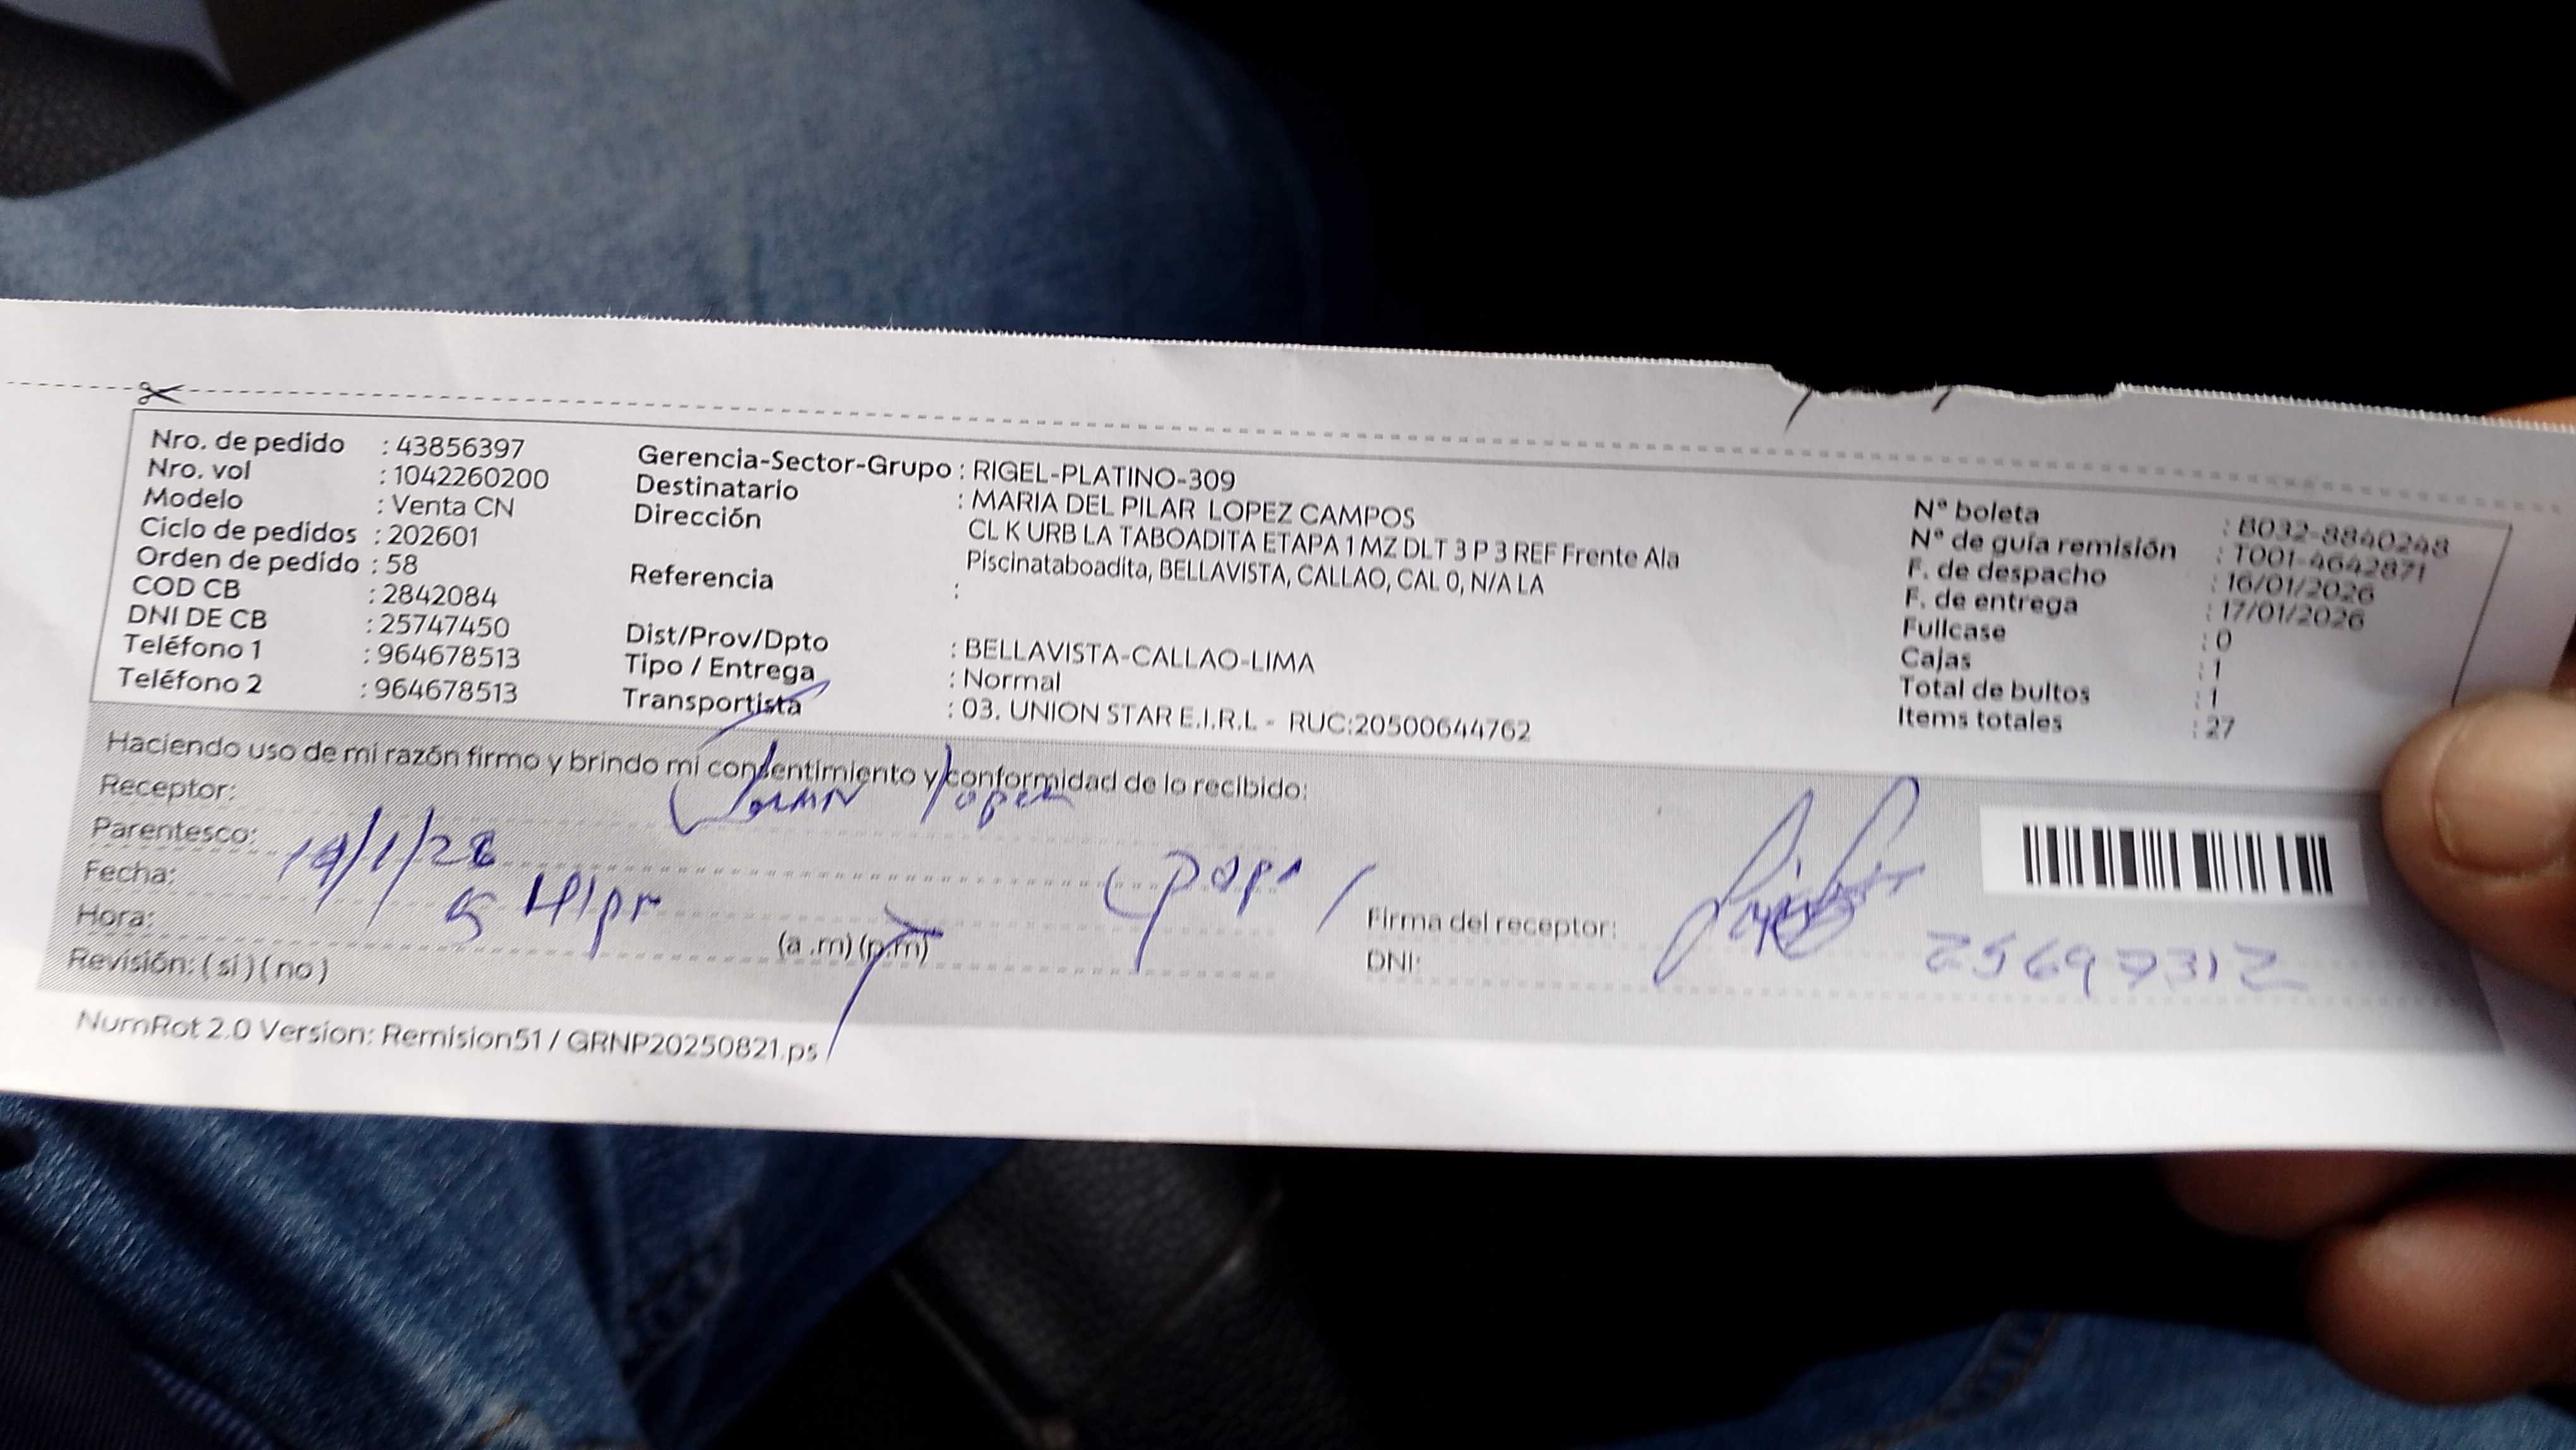 Nro. de pedido : 43856397
Nro. vol : 1042260200
Modelo : Venta CN
Ciclo de pedidos : 202601
Orden de pedido : 58
COD CB : 2842084
DNI DE CB : 25747450
Teléfono 1 : 964678513
Teléfono 2 : 964678513
Gerencia-Sector-Grupo : RIGEL-PLATINO-309
Destinatario : MARIA DEL PILAR LOPEZ CAMPOS
Dirección CL K URB LA TABOADITA ETAPA 1 MZ DLT 3 P 3 REF Frente Ala
Piscinataboadita, BELLAVISTA, CALLAO, CAL 0, N/A LA
Referencia :
Dist/Prov/Dpto : BELLAVISTA-CALLAO-LIMA
Tipo / Entrega : Normal
Transportista : 03. UNION STAR E.I.R.L - RUC:20500644762
N° boleta : B032-8840248
N° de guía remisión : T001-4642871
F. de despacho : 16/01/2026
F. de entrega : 17/01/2026
Fullcase : 0
Cajas : 1
Total de bultos : 1
Items totales : 27
Haciendo uso de mi razón firmo y brindo mi consentimiento y conformidad de lo recibido:
Receptor:
Parentesco: papa
Fecha:
Hora: (a .m) (p.m)
Revisión: ( si ) ( no )
Firma del receptor:
DNI: 25697312
NumRot 2.0 Version: Remision51 / GRNP20250821.ps